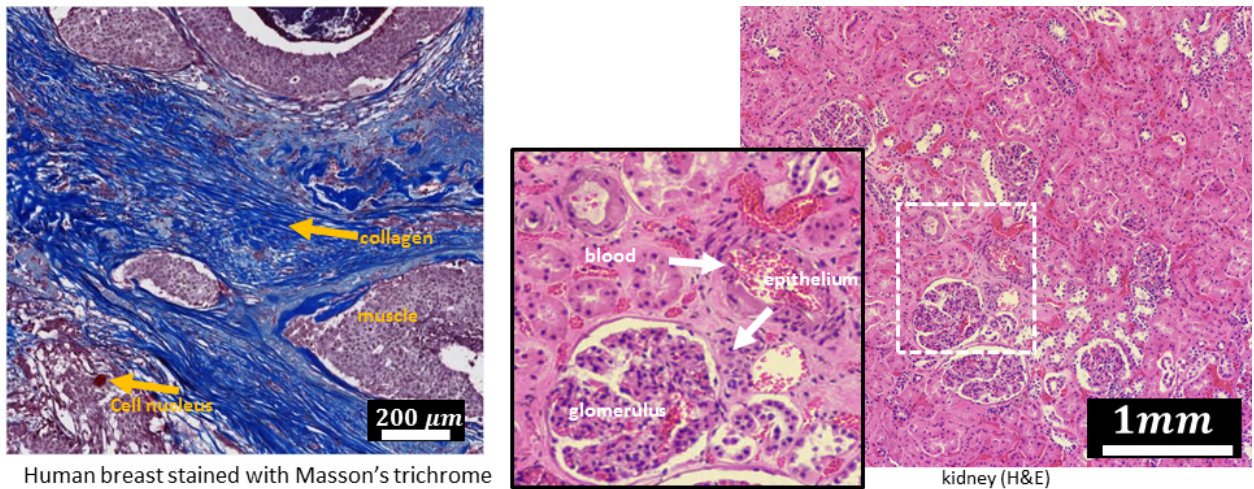 collagen
muscle
Cell nucleus
200 μm
Human breast stained with Masson's trichrome
blood
epithelium
glomerulus
1mm
kidney (H&E)